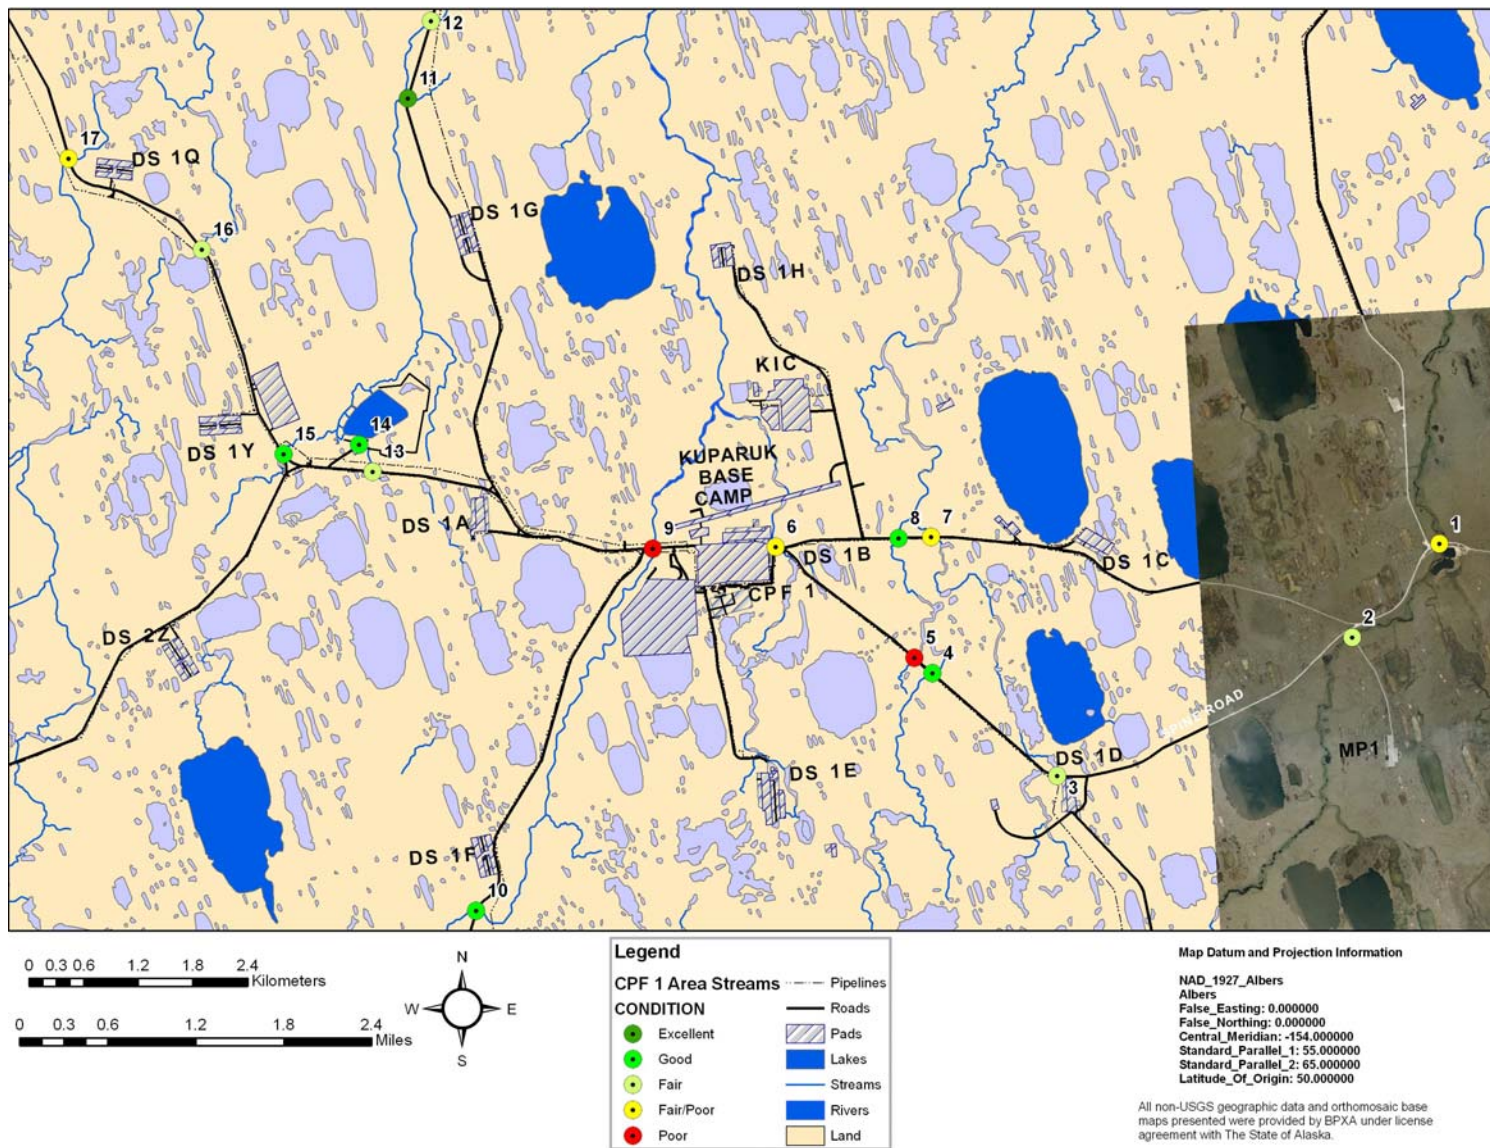 12
11
17
DS 1Q
DS 1G
16
DS 1H
KIC
14
15
13
DS 1Y
KUPARUK
BASE
CAMP
DS 1A
9
6
8
7
1
DS 1B
DS 1C
CPF 1
2
DS 2Z
5
4
SPINE ROAD
MP1
DS 1D
DS 1E
3
DS 1F
10
0 0.3 0.6 1.2 1.8 2.4
Kilometers
0 0.3 0.6 1.2 1.8 2.4
Miles
N
W E
S
Legend
CPF 1 Area Streams
CONDITION
Excellent
Good
Fair
Fair/Poor
Poor
Pipelines
Roads
Pads
Lakes
Streams
Rivers
Land
Map Datum and Projection Information
NAD_1927_Albers
Albers
False_Easting: 0.000000
False_Northing: 0.000000
Central_Meridian: -154.000000
Standard_Parallel_1: 55.000000
Standard_Parallel_2: 65.000000
Latitude_Of_Origin: 50.000000
All non-USGS geographic data and orthomosaic base
maps presented were provided by BPXA under license
agreement with The State of Alaska.